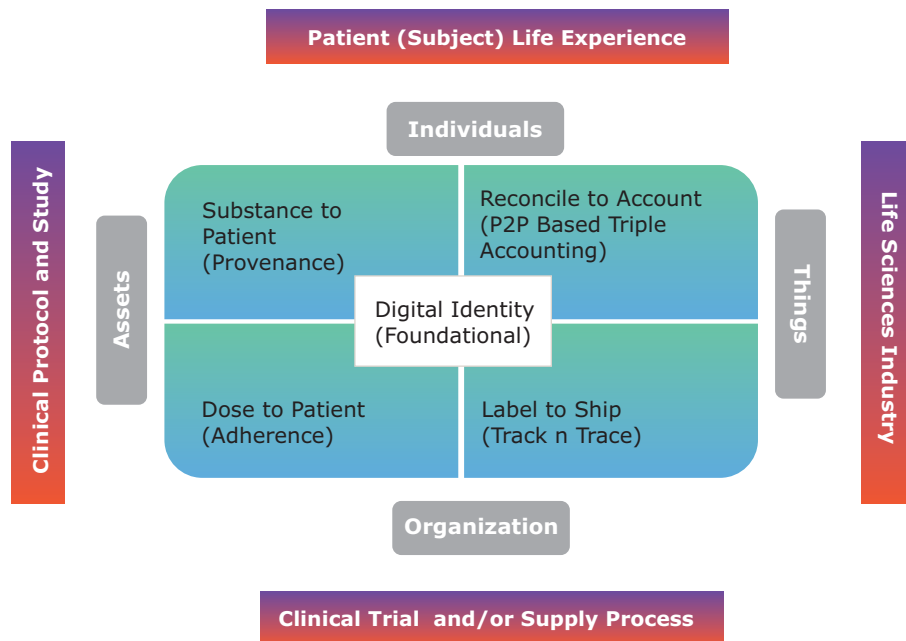 Patient (Subject) Life Experience
Individuals
Clinical Protocol and Study
Assets
Substance to
Patient
(Provenance)
Reconcile to Account
(P2P Based Triple
Accounting)
Digital Identity
(Foundational)
Dose to Patient
(Adherence)
Label to Ship
(Track n Trace)
Things
Life Sciences Industry
Organization
Clinical Trial and/or Supply Process